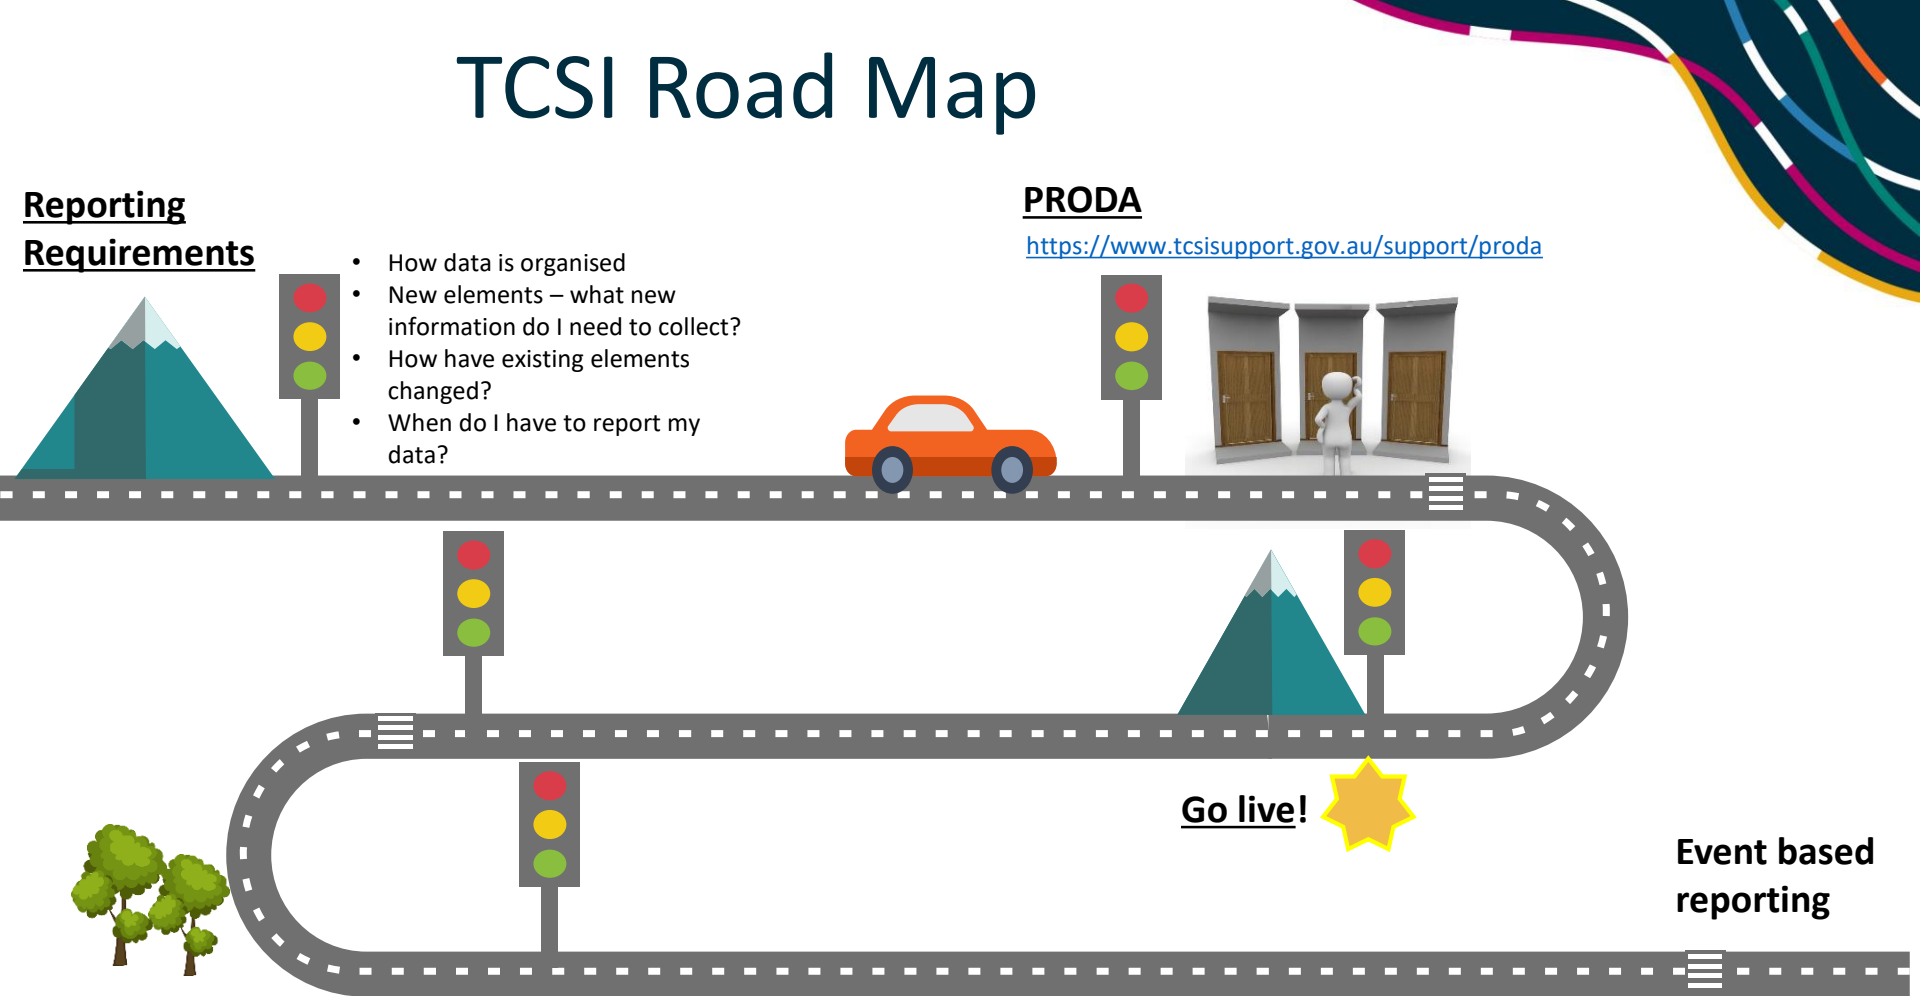 TCSI Road Map
Reporting
Requirements
• How data is organised
• New elements – what new
information do I need to collect?
• How have existing elements
changed?
• When do I have to report my
data?
PRODA
https://www.tcsisupport.gov.au/support/proda
Go live!
Event based
reporting